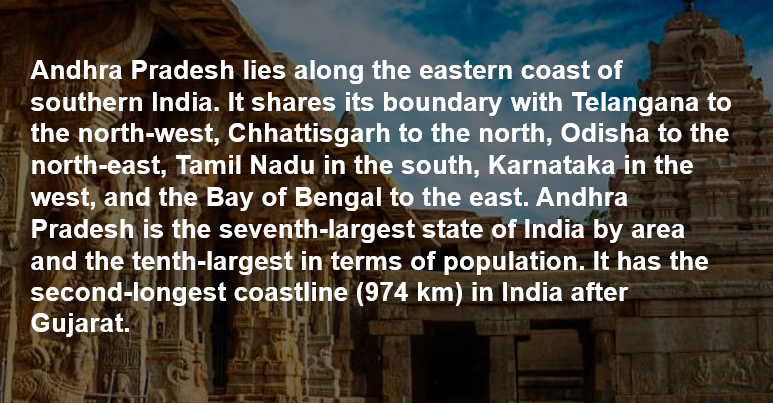 Andhra Pradesh lies along the eastern coast of
southern India. It shares its boundary with Telangana to
the north-west, Chhattisgarh to the north, Odisha to the
north-east, Tamil Nadu in the south, Karnataka in the
west, and the Bay of Bengal to the east. Andhra
Pradesh is the seventh-largest state of India by area
and the tenth-largest in terms of population. It has the
second-longest coastline (974 km) in India after
Gujarat.